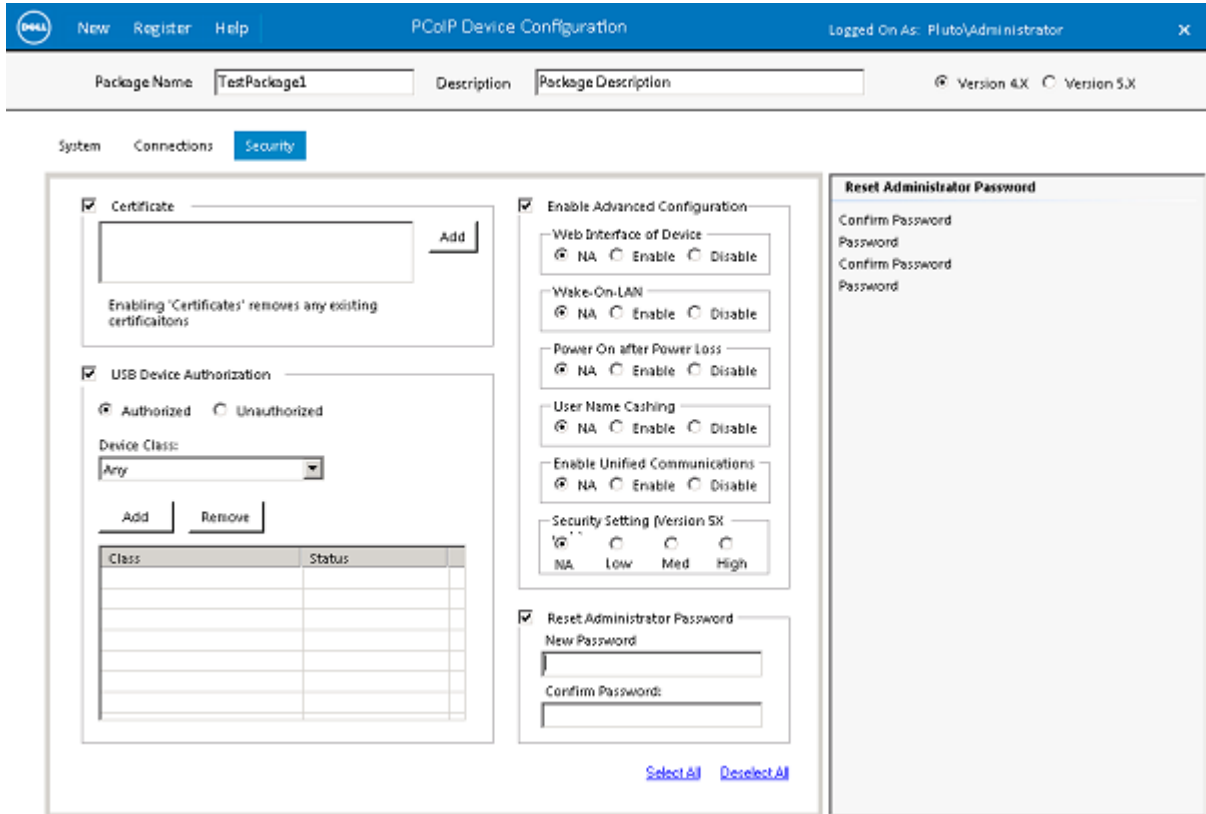 DELL New Register Help PCoIP Device Configuration Logged On As: Pluto\Administrator x
Package Name TestPackage1 Description Package Description Version 4.X Version 5.X
System Connections Security
Certificate
Add
Enabling 'Certificates' removes any existing
certificaitons
USB Device Authorization
Authorized Unauthorized
Device Class:
Any
Add Remove
Class Status
Enable Advanced Configuration
Web Interface of Device
NA Enable Disable
Wake-On-LAN
NA Enable Disable
Power On after Power Loss
NA Enable Disable
User Name Cashing
NA Enable Disable
Enable Unified Communications
NA Enable Disable
Security Setting (Version 5X
NA Low Med High
Reset Administrator Password
New Password
Confirm Password:
Select All Deselect All
Reset Administrator Password
Confirm Password
Password
Confirm Password
Password